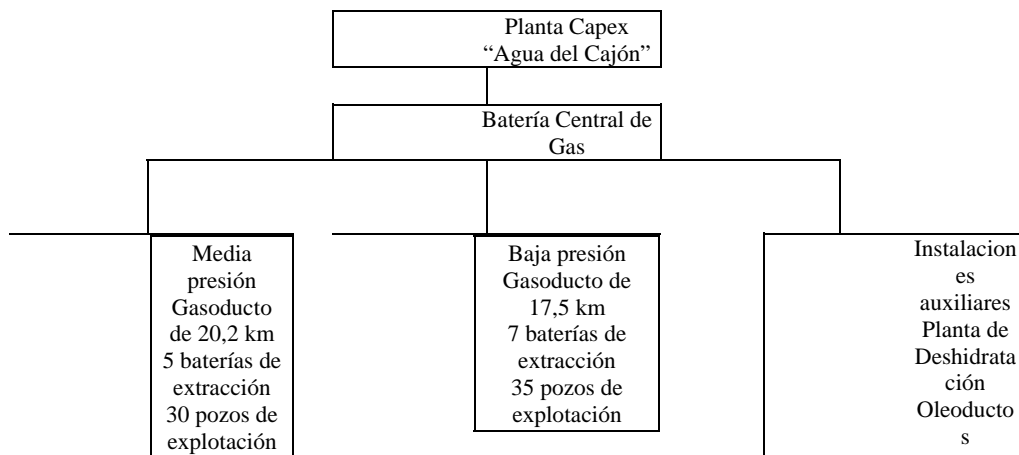 Planta Capex
“Agua del Cajón”
Batería Central de
Gas
Media
presión
Gasoducto
de 20,2 km
5 baterías de
extracción
30 pozos de
explotación
Baja presión
Gasoducto de
17,5 km
7 baterías de
extracción
35 pozos de
explotación
Instalacion
es
auxiliares
Planta de
Deshidrata
ción
Oleoducto
s